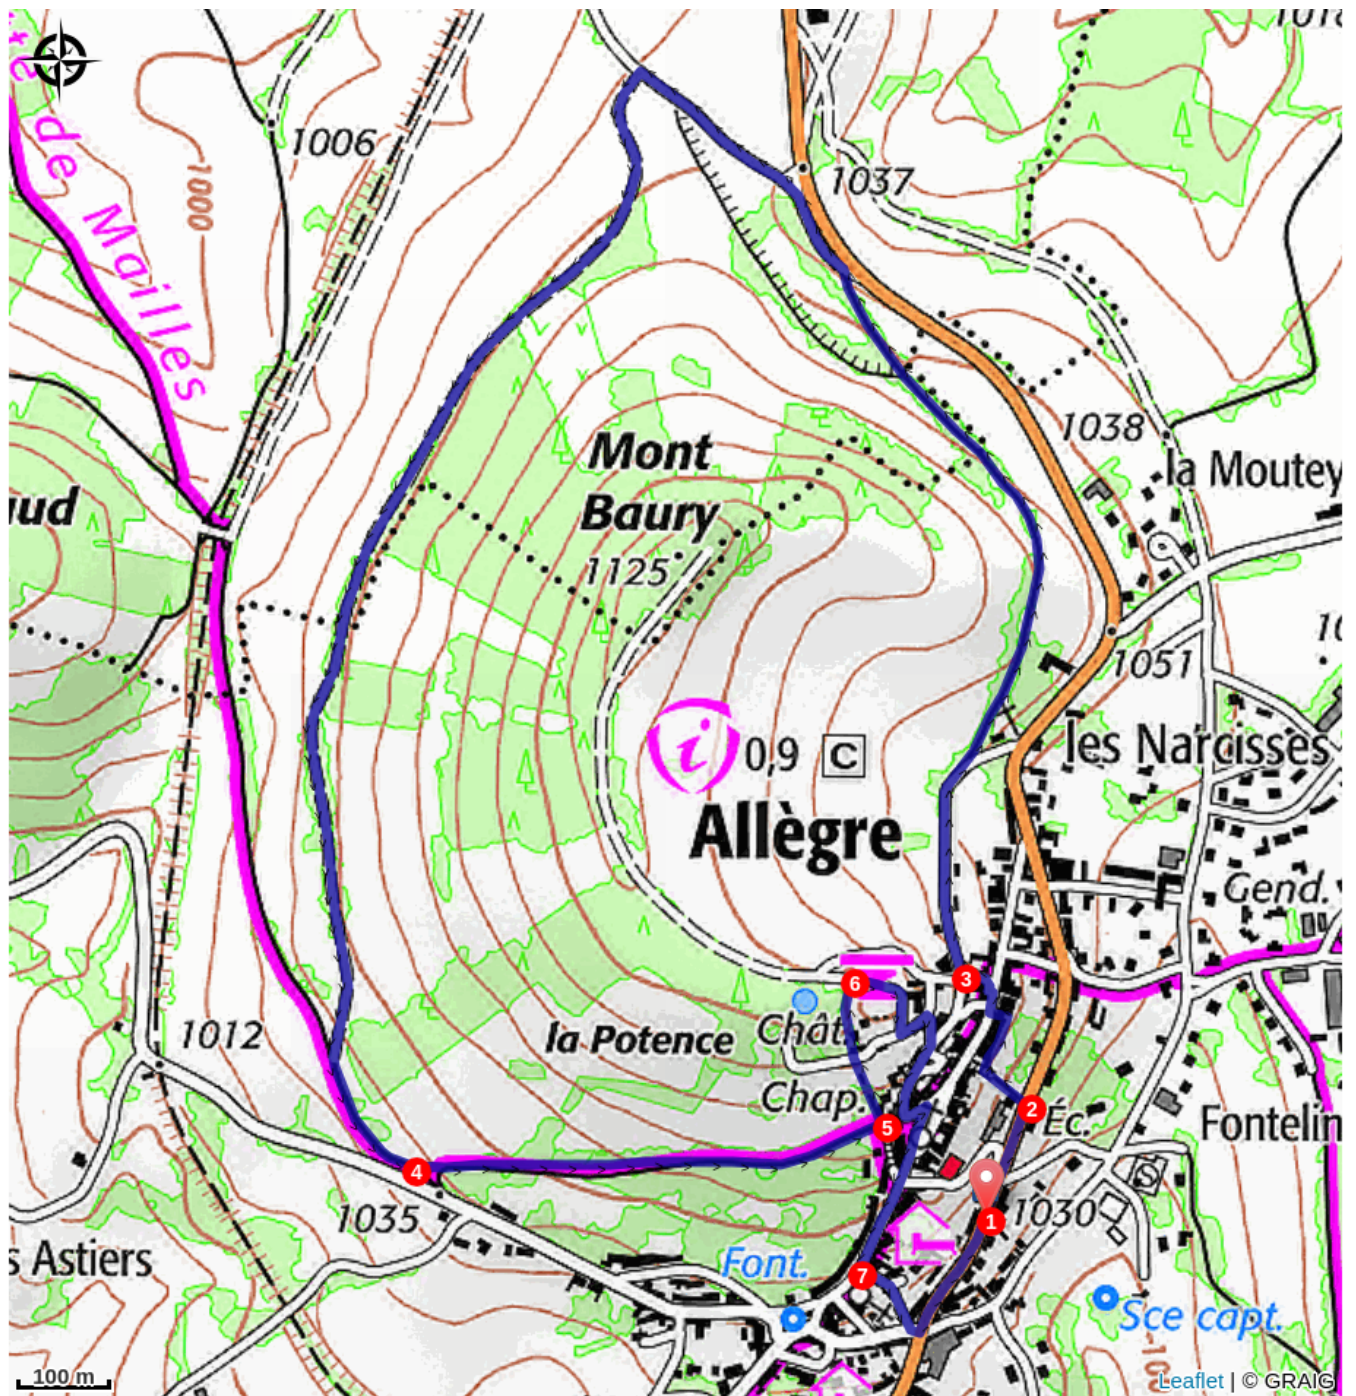 1006
1000
de Mailles
1037
1038
la Moutey
Mont
Baury
1125
ud
1051
les Narcisses
0,9 C
Allègre
Gend.
6
3
Chât.
1012
la Potence
Chap.
2
Éc.
5
Fontelin
4
1035
1
1030
s Astiers
Font.
7
Sce capt.
100 m
Leaflet | © GRAIG